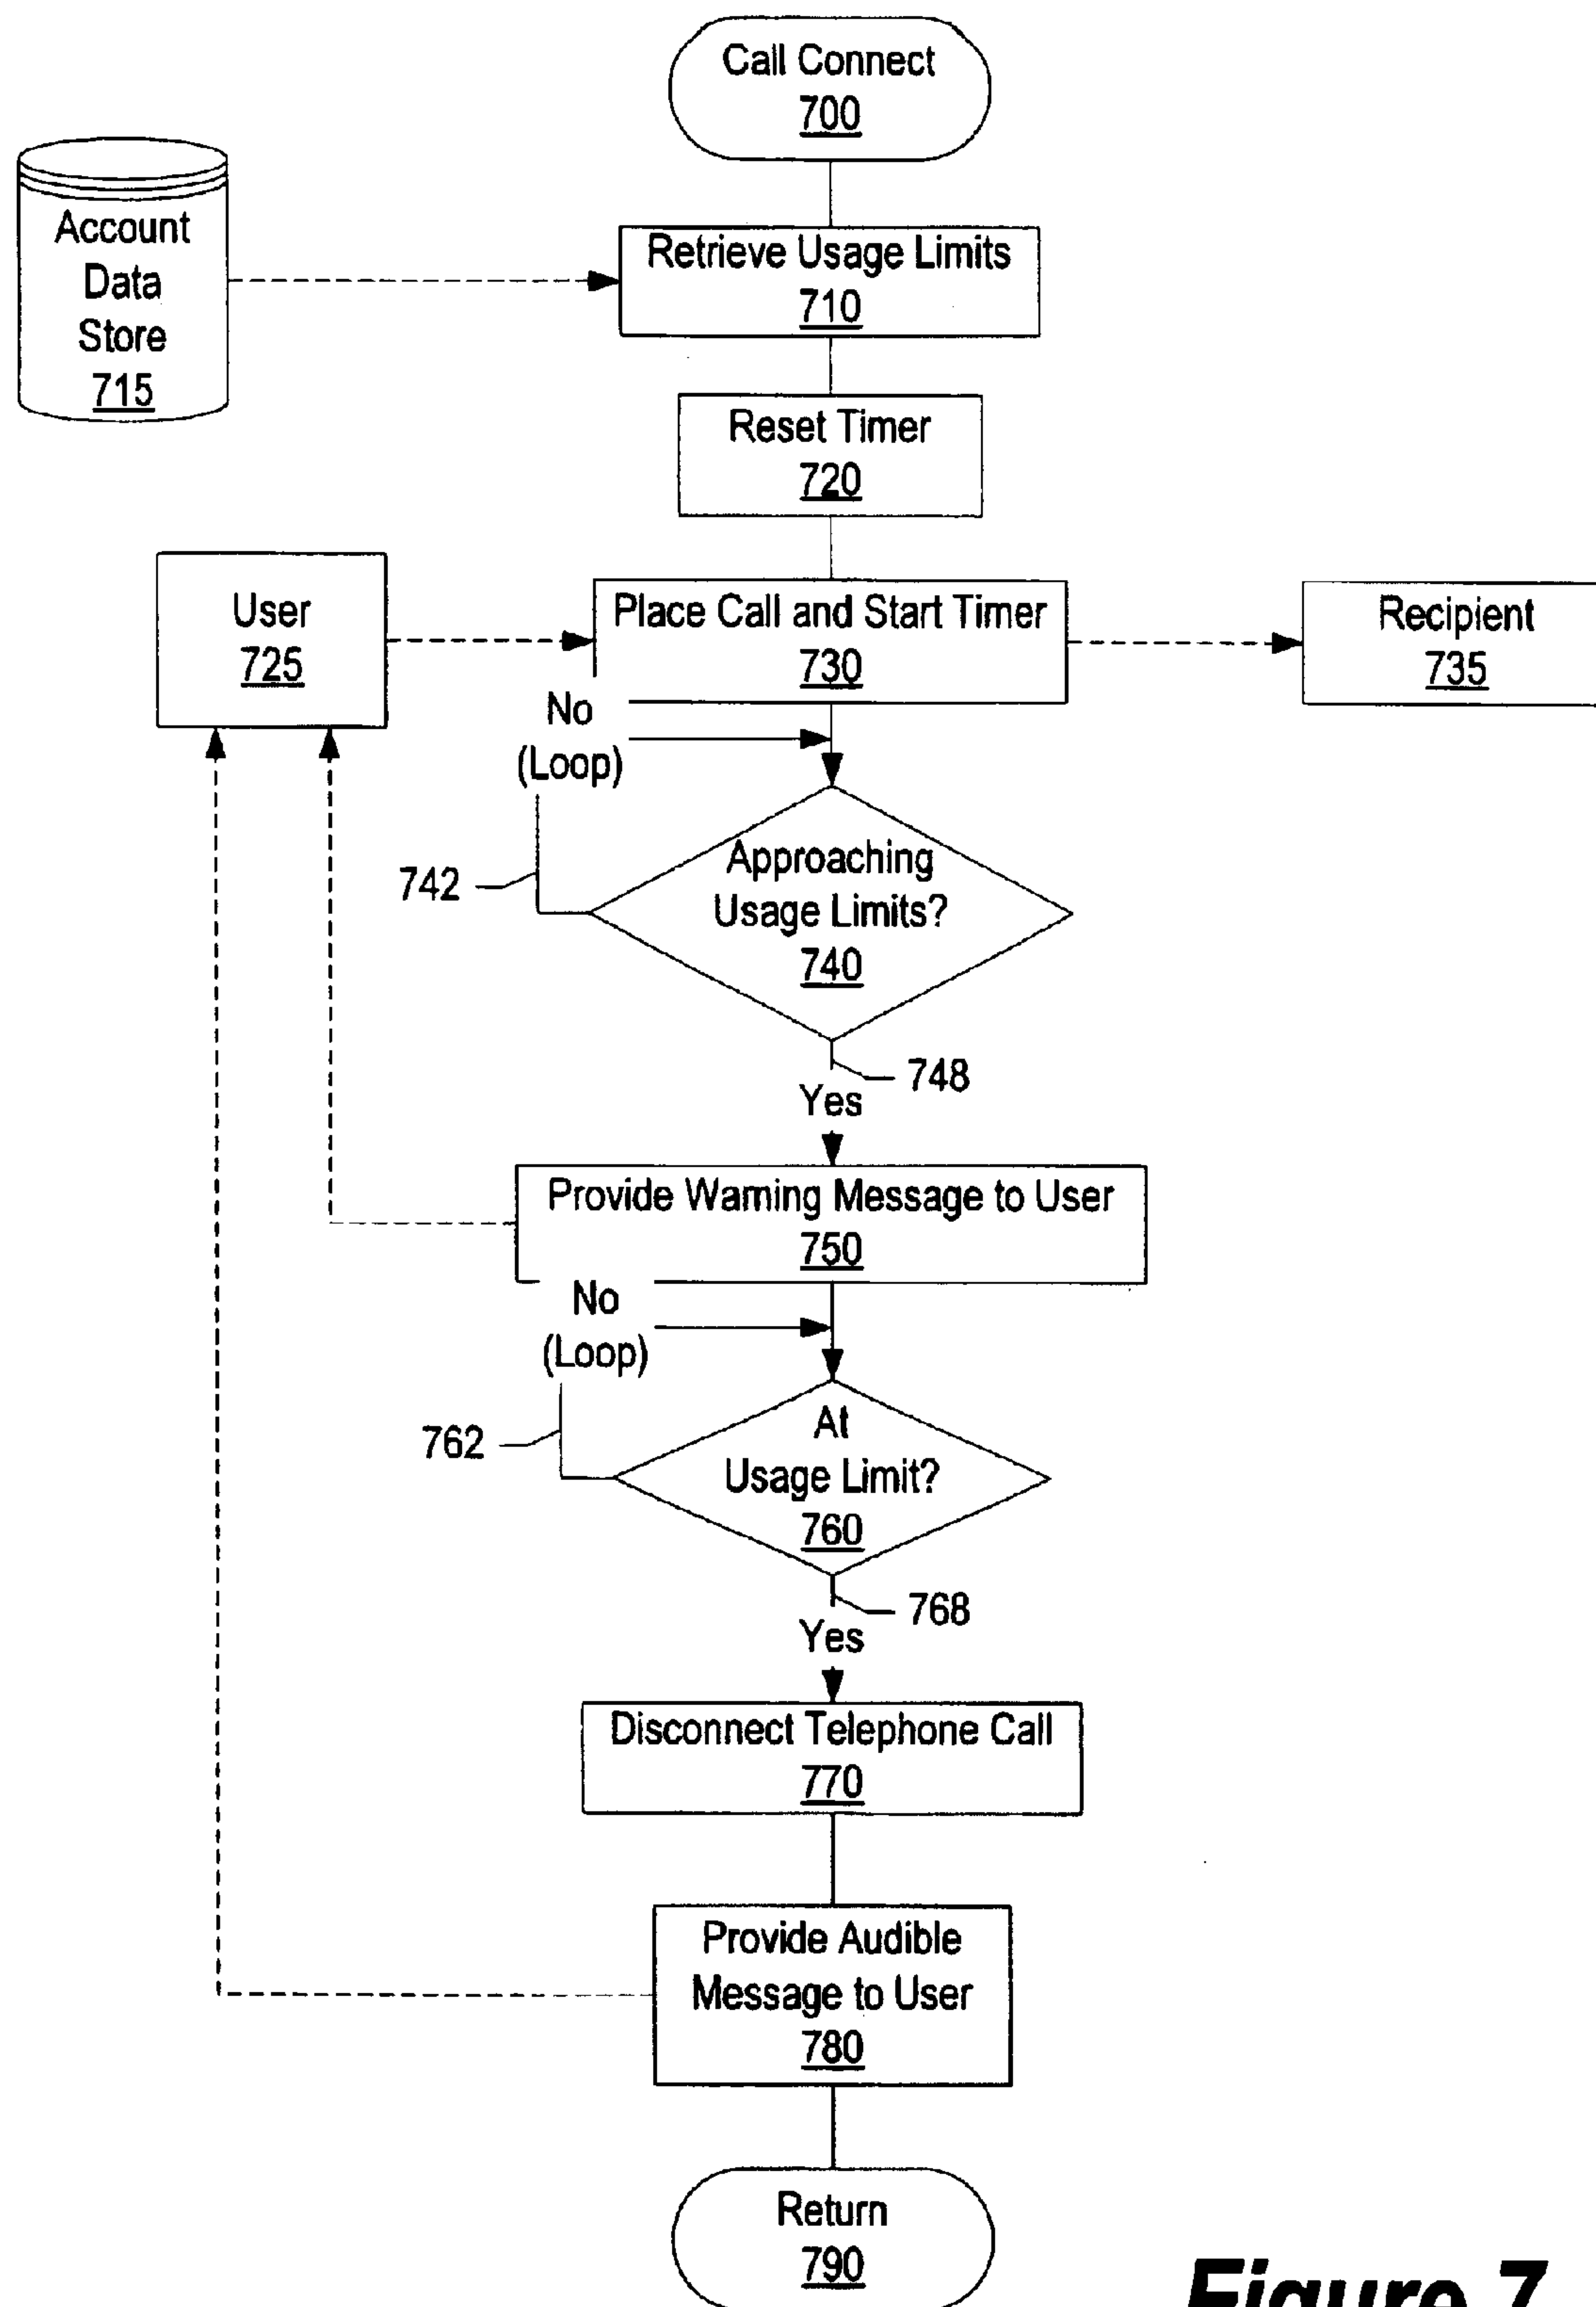 Call Connect
700
Account
Data
Store
715
Retrieve Usage Limits
710
Reset Timer
720
User
725
Place Call and Start Timer
730
Recipient
735
No
(Loop)
742
Approaching
Usage Limits?
740
748
Yes
Provide Warning Message to User
750
No
(Loop)
762
At
Usage Limit?
760
768
Yes
Disconnect Telephone Call
770
Provide Audible
Message to User
780
Return
790
Figure 7